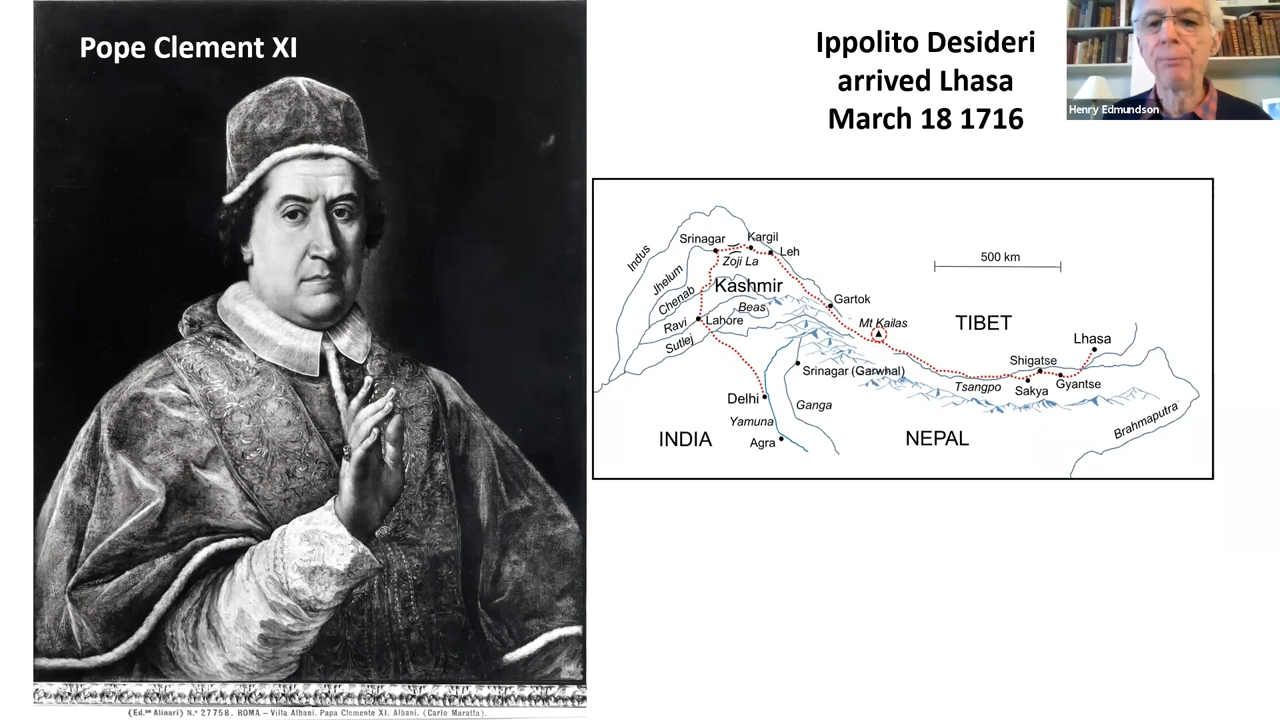 Pope Clement XI
Ippolito Desideri
arrived Lhasa
March 18 1716
Henry Edmundson
Indus
Srinagar
Kargil
Leh
Zoji La
Jhelum
Chenab
Kashmir
Beas
Ravi
Lahore
Sutlej
500 km
Gartok
Mt Kailas
TIBET
Lhasa
Srinagar (Garwhal)
Shigatse
Tsangpo
Sakya
Gyantse
Delhi
Yamuna
Ganga
Brahmaputra
INDIA
Agra
NEPAL
(Ed.ne Alinari) N.° 27758. ROMA – Villa Albani. Papa Clemente XI. Albani. (Carlo Maratta).